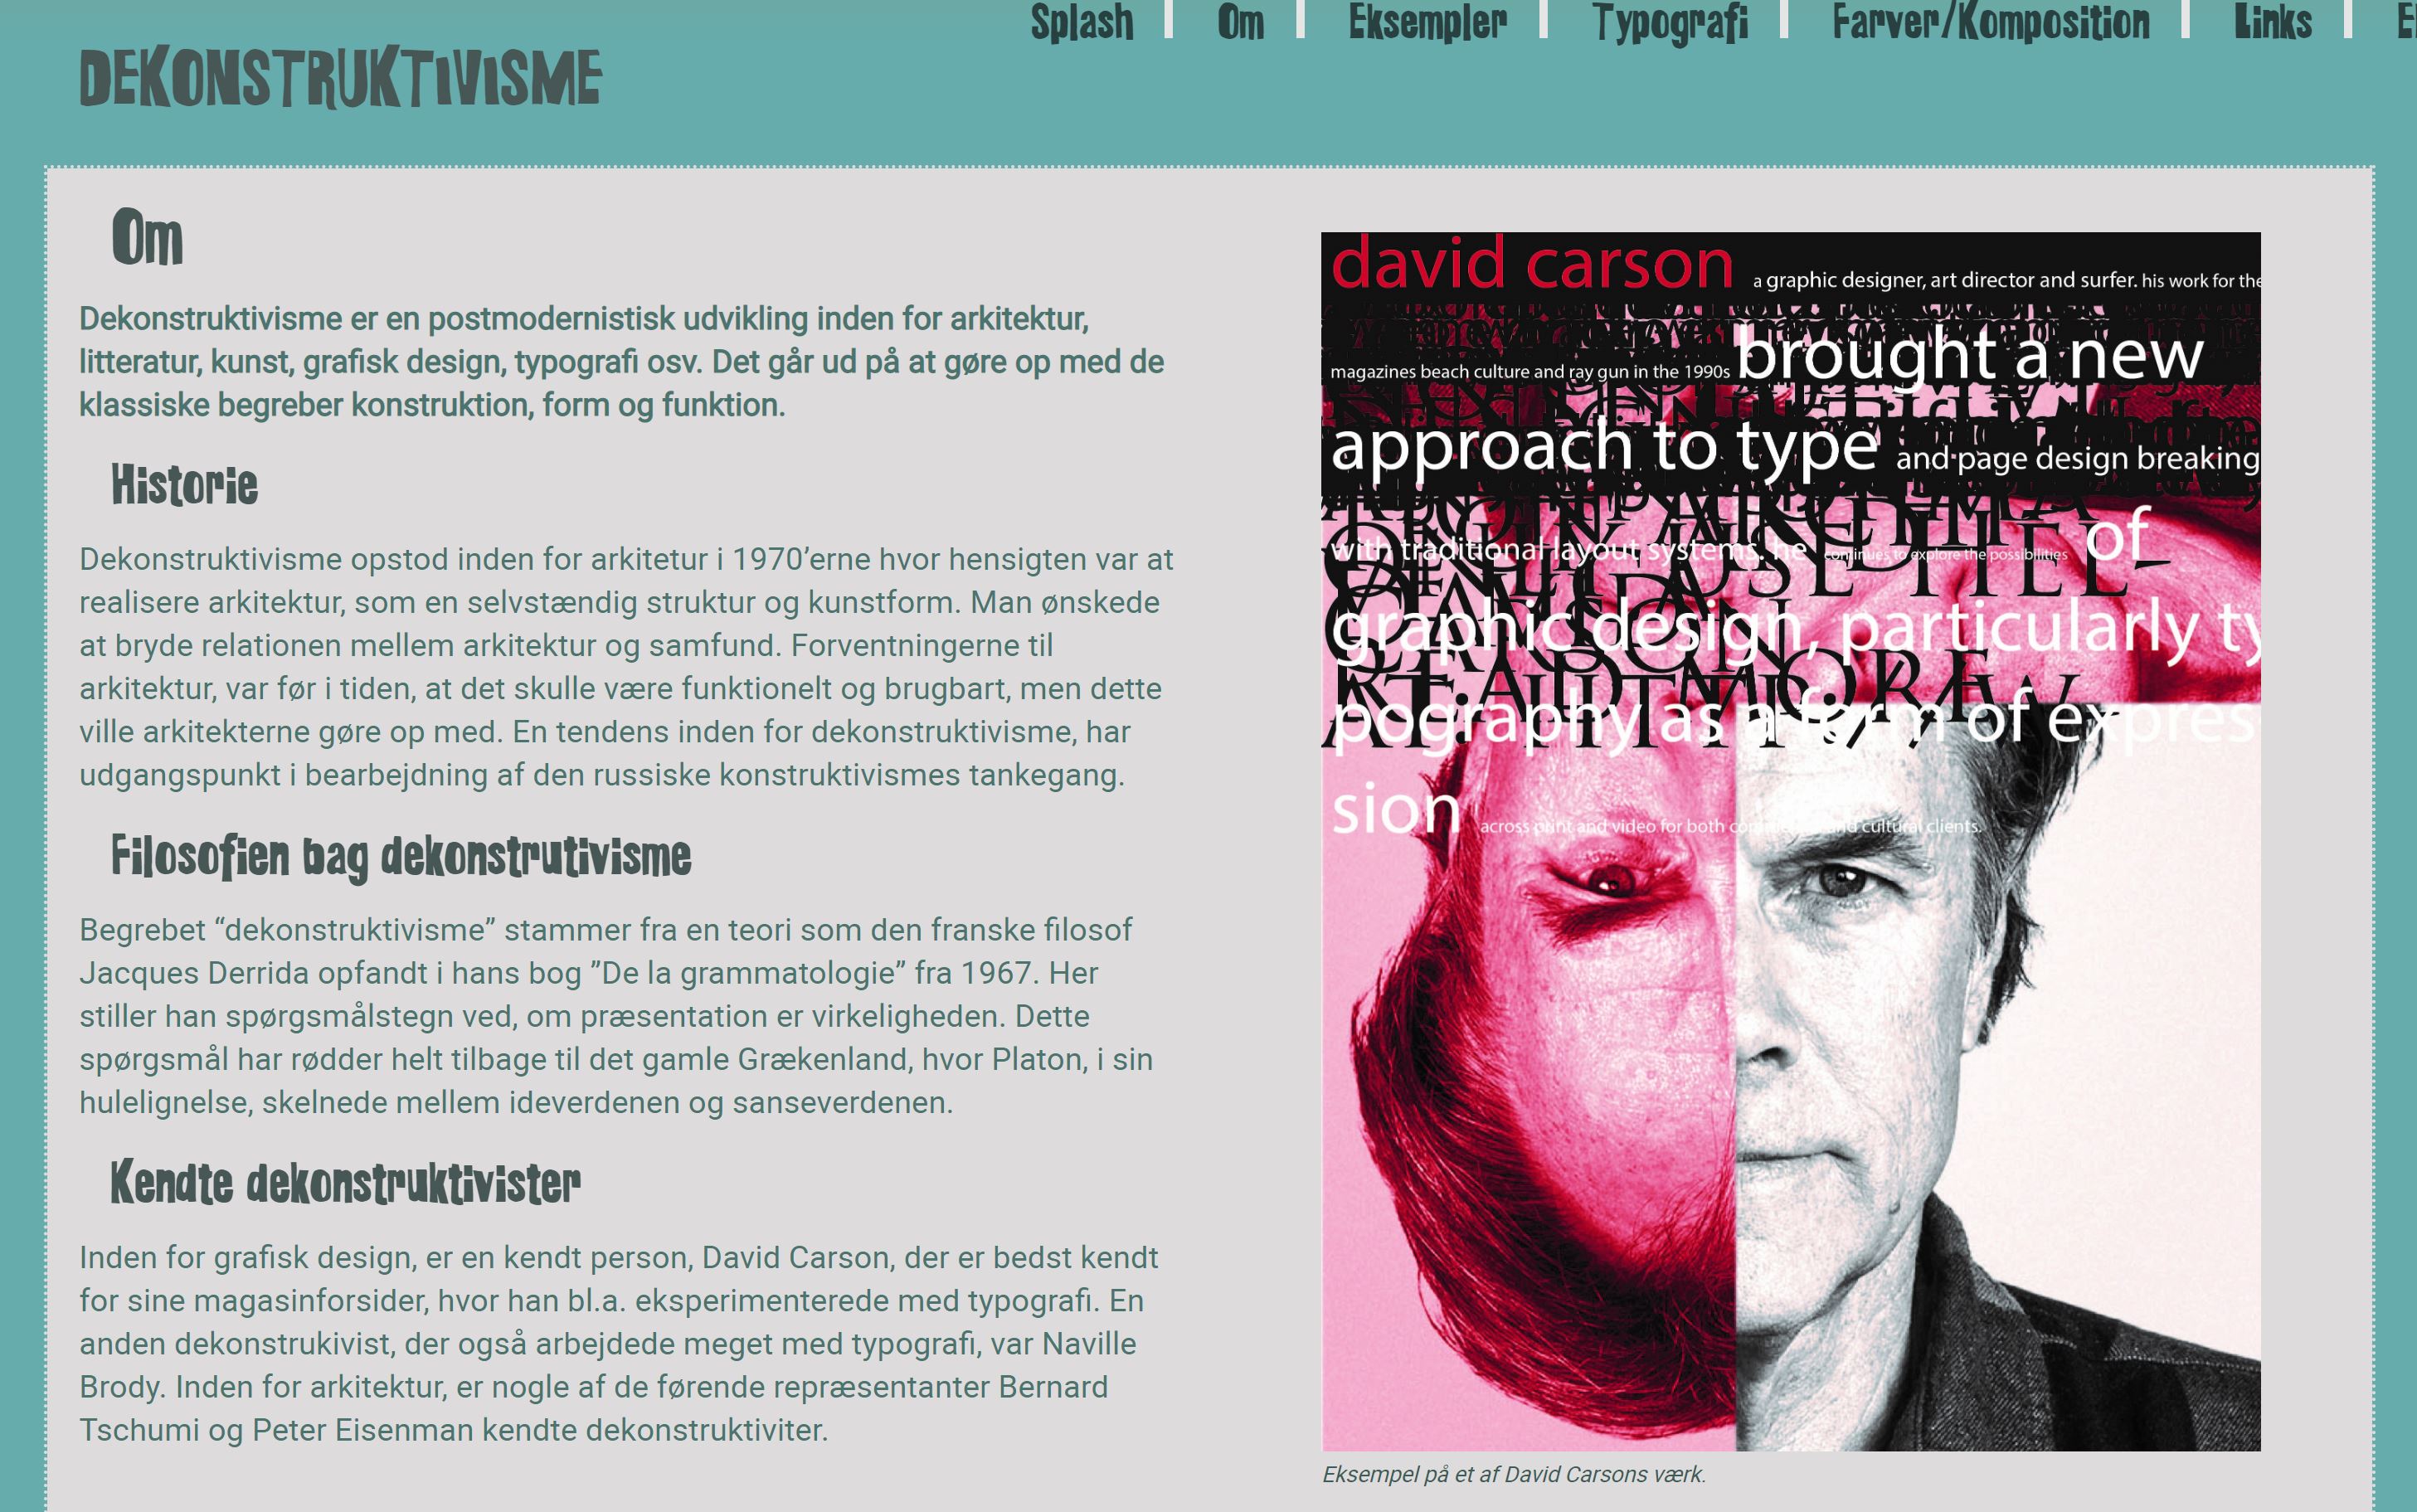 Splash Om Eksempler Typografi Farver/Komposition Links
DEKONSTRUKTIVISME
Om
Dekonstruktivisme er en postmodernistisk udvikling inden for arkitektur,
litteratur, kunst, grafisk design, typografi osv. Det går ud på at gøre op med de
klassiske begreber konstruktion, form og funktion.
Historie
Dekonstruktivisme opstod inden for arkitetur i 1970’erne hvor hensigten var at
realisere arkitektur, som en selvstændig struktur og kunstform. Man ønskede
at bryde relationen mellem arkitektur og samfund. Forventningerne til
arkitektur, var før i tiden, at det skulle være funktionelt og brugbart, men dette
ville arkitekterne gøre op med. En tendens inden for dekonstruktivisme, har
udgangspunkt i bearbejdning af den russiske konstruktivismes tankegang.
Filosofien bag dekonstrutivisme
Begrebet “dekonstruktivisme” stammer fra en teori som den franske filosof
Jacques Derrida opfandt i hans bog ”De la grammatologie” fra 1967. Her
stiller han spørgsmålstegn ved, om præsentation er virkeligheden. Dette
spørgsmål har rødder helt tilbage til det gamle Grækenland, hvor Platon, i sin
hulelignelse, skelnede mellem ideverdenen og sanseverdenen.
Kendte dekonstruktivister
Inden for grafisk design, er en kendt person, David Carson, der er bedst kendt
for sine magasinforsider, hvor han bl.a. eksperimenterede med typografi. En
anden dekonstrukivist, der også arbejdede meget med typografi, var Naville
Brody. Inden for arkitektur, er nogle af de førende repræsentanter Bernard
Tschumi og Peter Eisenman kendte dekonstruktiviter.
david carson a graphic designer, art director and surfer. his work for the
magazines beach culture and ray gun in the 1990s brought a new
approach to type and page design breaking
with traditional layout systems. he continues to explore the possibilities of
graphic design, particularly ty
pography as a form of expres
sion across print and video for both and cultural clients.
Eksempel på et af David Carsons værk.